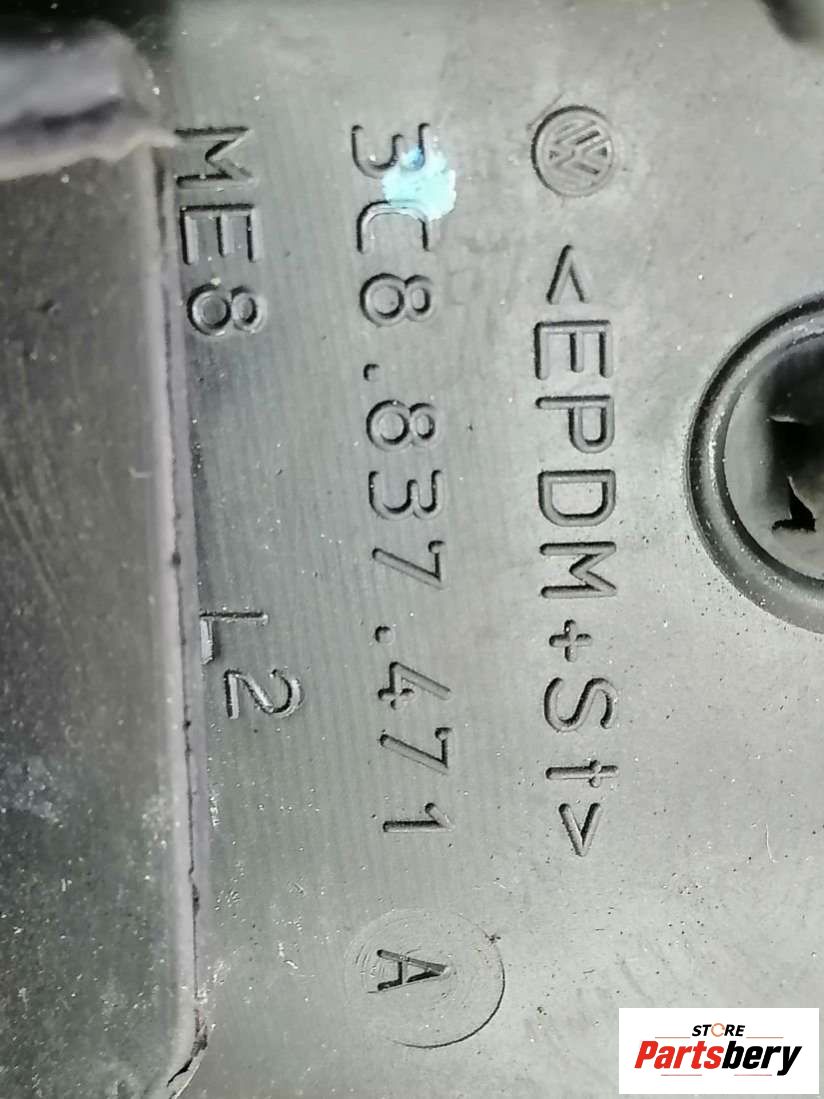 <EPDM+St>
3C8.837.471 A
ME8 L2
STORE
Partsbery